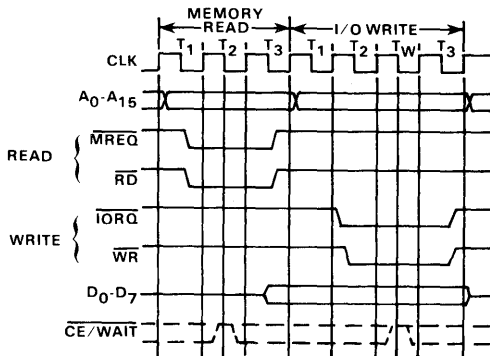 MEMORY
READ
I/O WRITE
T1 T2 T3 T1 T2 TW T3
CLK
A0-A15
MREQ
READ {
RD
IORQ
WRITE {
WR
D0-D7
CE/WAIT